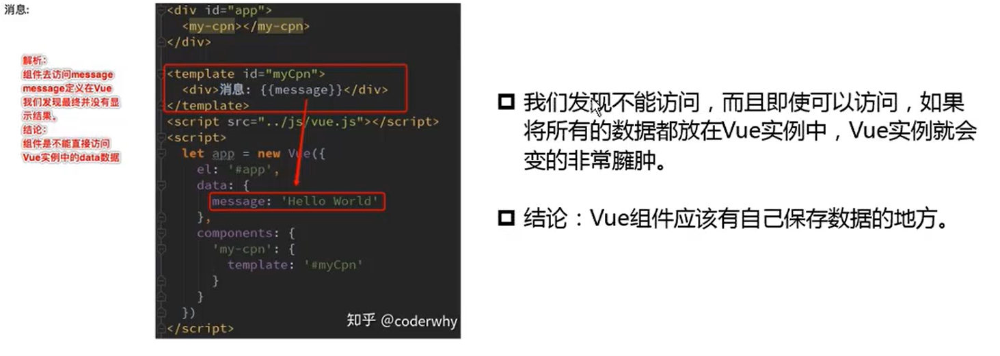 消息:
解析：
组件去访问message
message定义在Vue
我们发现最终并没有显
示结果。
结论：
组件是不能直接访问
Vue实例中的data数据
<div id="app">
<my-cpn></my-cpn>
</div>
<template id="myCpn">
<div>消息: {{message}}</div>
</template>
<script src="../js/vue.js"></script>
<script>
let app = new Vue({
el: '#app',
data: {
message: 'Hello World'
},
components: {
'my-cpn': {
template: '#myCpn'
}
}
})
</script>
知乎 @coderwhy
我们发现不能访问，而且即使可以访问，如果
将所有的数据都放在Vue实例中，Vue实例就会
变的非常臃肿。
结论：Vue组件应该有自己保存数据的地方。